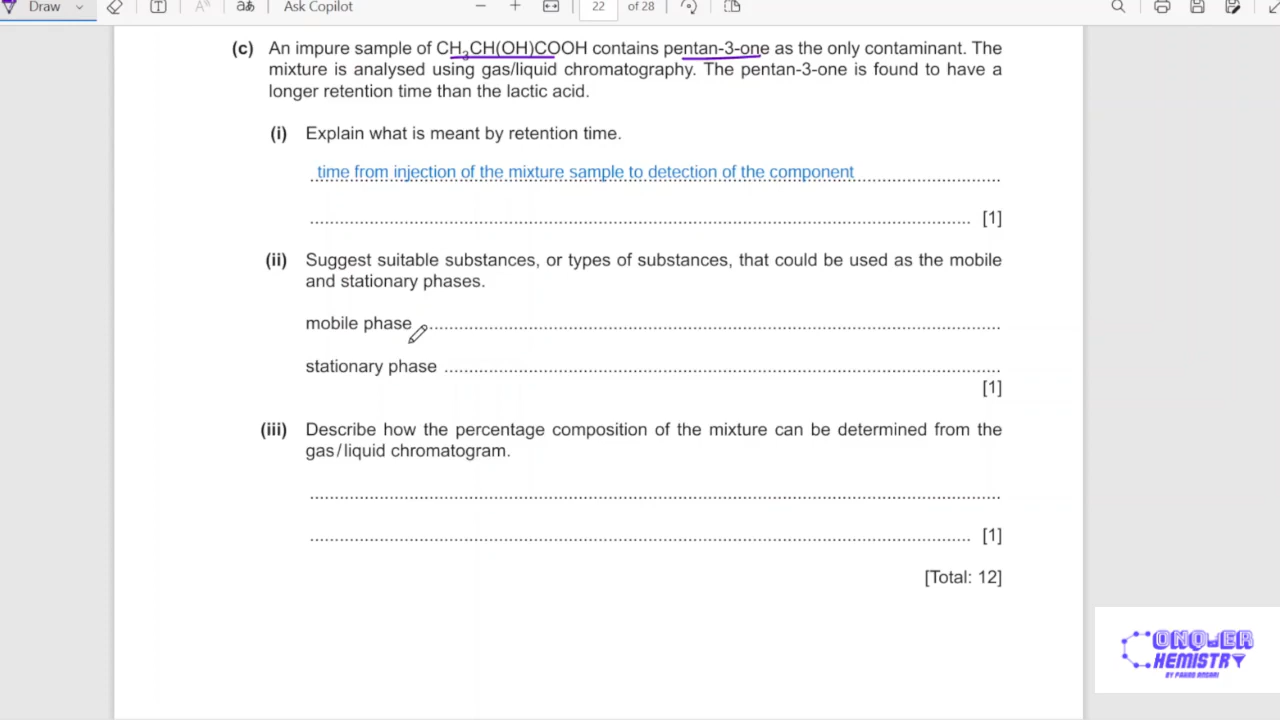 Draw
Ask Copilot
22 of 28
(c) An impure sample of CH₃CH(OH)COOH contains pentan-3-one as the only contaminant. The
mixture is analysed using gas/liquid chromatography. The pentan-3-one is found to have a
longer retention time than the lactic acid.
(i) Explain what is meant by retention time.
time from injection of the mixture sample to detection of the component
[1]
(ii) Suggest suitable substances, or types of substances, that could be used as the mobile
and stationary phases.
mobile phase
stationary phase
[1]
(iii) Describe how the percentage composition of the mixture can be determined from the
gas/liquid chromatogram.
[1]
[Total: 12]
CONQUER
CHEMISTRY
BY FAHAD ANSARI